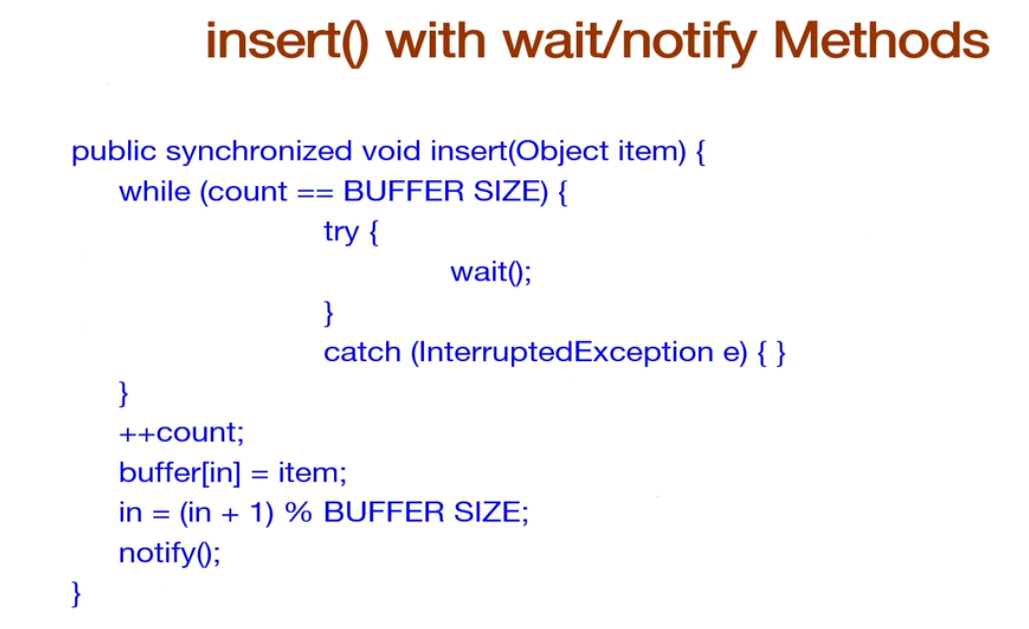 insert() with wait/notify Methods
public synchronized void insert(Object item) {
while (count == BUFFER SIZE) {
try {
wait();
}
catch (InterruptedException e) { }
}
++count;
buffer[in] = item;
in = (in + 1) % BUFFER SIZE;
notify();
}